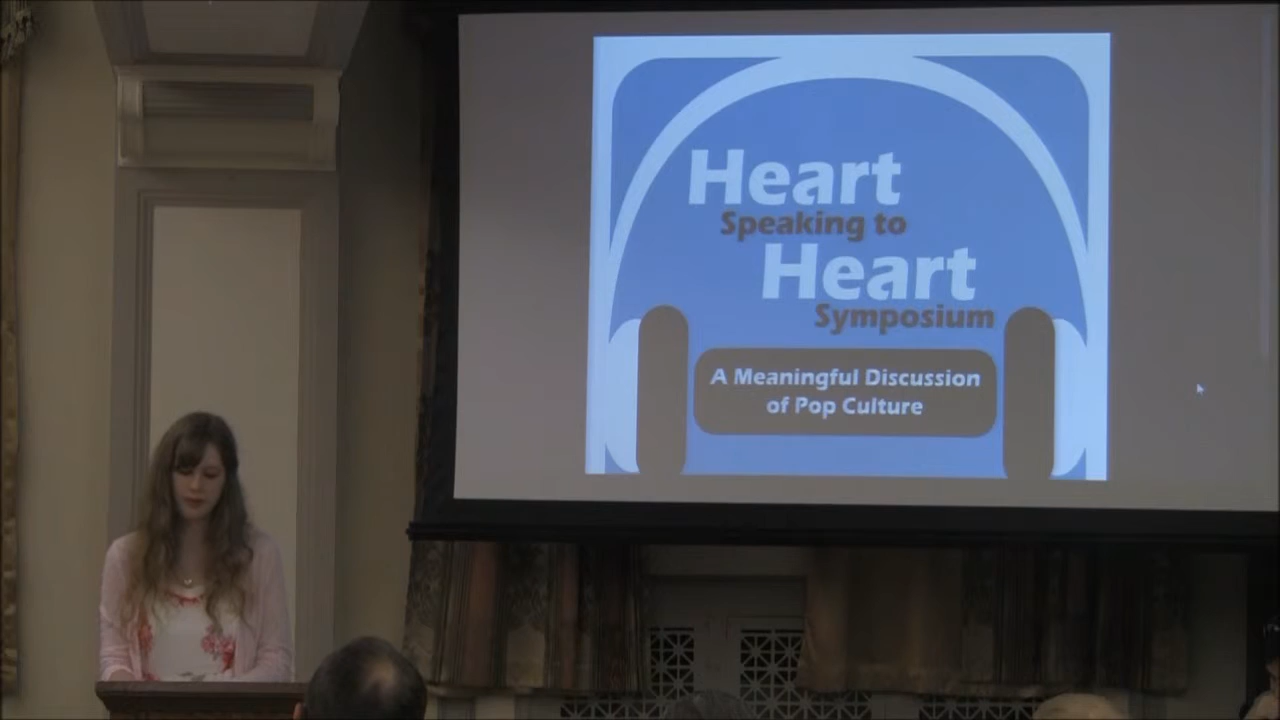 Heart
Speaking to
Heart
Symposium
A Meaningful Discussion
of Pop Culture